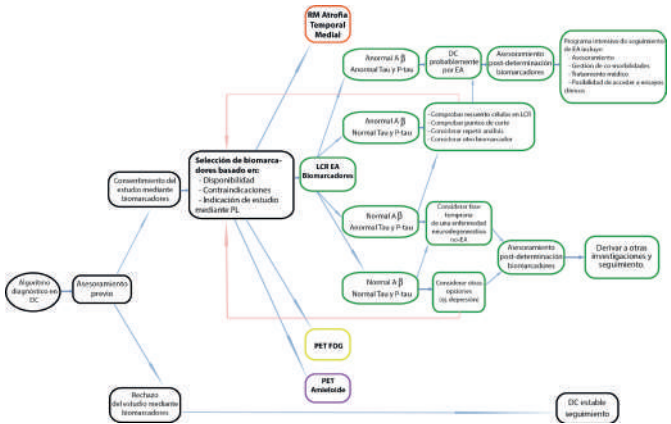 RM Atrofia
Temporal
Medial
Anormal A β
Anormal Tau y P-tau
DC
probablemente
por EA
Asesoramiento
post-determinación
biomarcadores
Programa intensivo de seguimiento
de EA incluye:
- Asesoramiento
- Gestión de co-morbilidades
- Tratamiento médico
- Posibilidad de acceder a ensayos
clínicos
Anormal A β
Normal Tau y P-tau
- Comprobar recuento células en LCR
- Comprobar puntos de corte
- Considerar repetir análisis
- Considerar otro biomarcador
Selección de biomarca-
dores basado en:
- Disponibilidad
- Contraindicaciones
- Indicación de estudio
mediante PL
LCR EA
Biomarcadores
Consentimiento del
estudio mediante
biomarcadores
Normal A β
Anormal Tau y P-tau
Considerar fase
temprana
de una enfermedad
neurodegenerativa
no-EA
Asesoramiento
post-determinación
biomarcadores
Derivar a otras
investigaciones y
seguimiento.
Algoritmo
diagnóstico en
DC
Asesoramiento
previo
Normal A β
Normal Tau y P-tau
Considerar otras
opciones
(ej. depresión)
PET FDG
PET
Amieloide
Rechazo
del estudio mediante
biomarcadores
DC estable
seguimiento